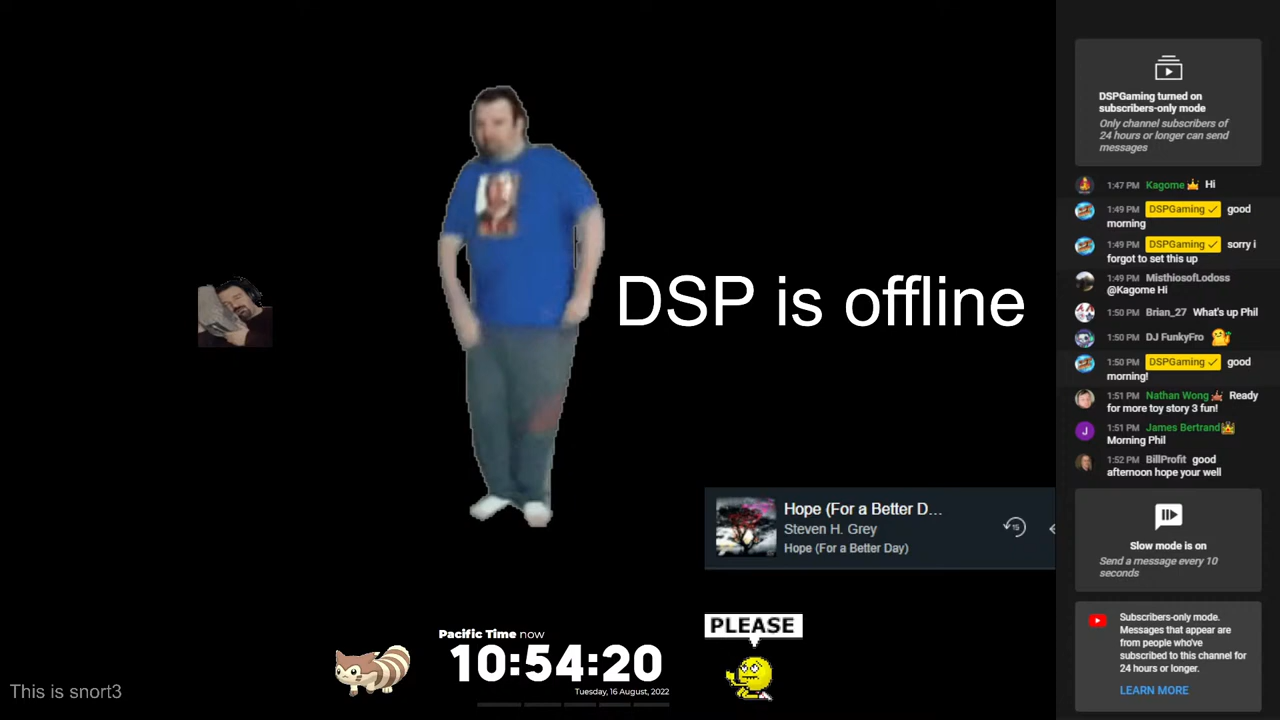 DSPGaming turned on
subscribers-only mode
Only channel subscribers of
24 hours or longer can send
messages
1:47 PM Kagome Hi
1:49 PM DSPGaming ✓ good
morning
1:49 PM DSPGaming ✓ sorry i
forgot to set this up
1:49 PM MisthiosofLodoss
@Kagome Hi
1:50 PM Brian_27 What's up Phil
1:50 PM DJ FunkyFro
1:50 PM DSPGaming ✓ good
morning!
1:51 PM Nathan Wong Ready
for more toy story 3 fun!
J
1:51 PM James Bertrand
Morning Phil
1:52 PM BillProfit good
afternoon hope your well
Slow mode is on
Send a message every 10
seconds
Subscribers-only mode.
Messages that appear are
from people who've
subscribed to this channel for
24 hours or longer.
LEARN MORE
DSP is offline
Hope (For a Better D...
Steven H. Grey
Hope (For a Better Day)
15
PLEASE
Pacific Time now
10:54:20
Tuesday, 16 August, 2022
This is snort3